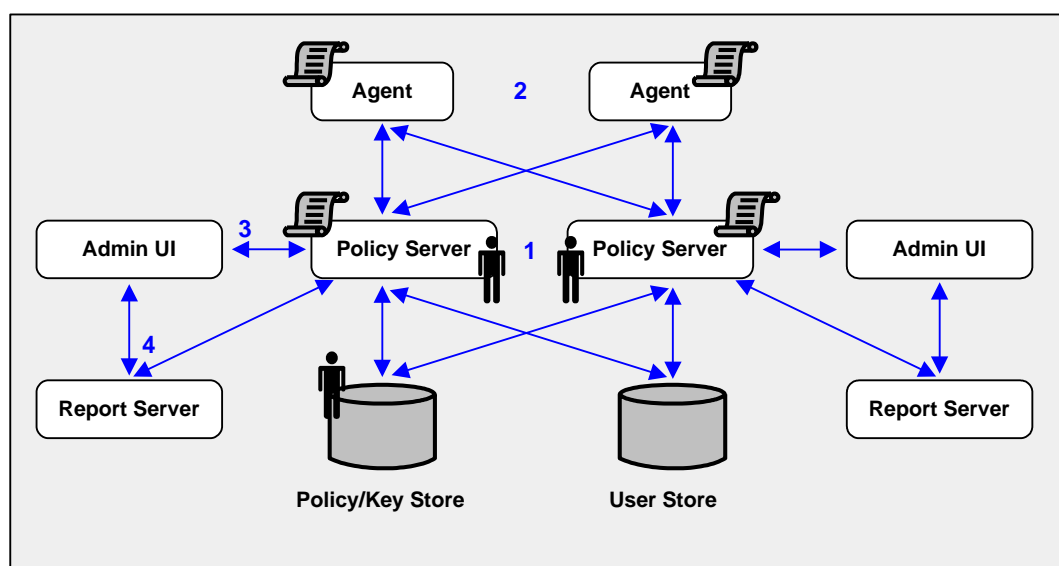 Agent
2
Agent
3
Admin UI
Policy Server
1
Policy Server
Admin UI
4
Report Server
Report Server
Policy/Key Store
User Store